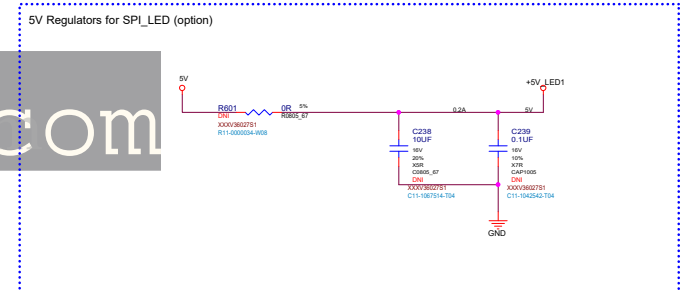 5V Regulators for SPI_LED (option)
com
5V
+5V_LED1
R601
0R
5%
DNI
R0805_67
XXXV36027S1
R11-0000034-W08
0.2A
5V
C238
10UF
16V
20%
X5R
C0805_67
DNI
XXXV36027S1
C11-1067514-T04
C239
0.1UF
16V
10%
X7R
CAP1005
DNI
XXXV36027S1
C11-1042542-T04
GND